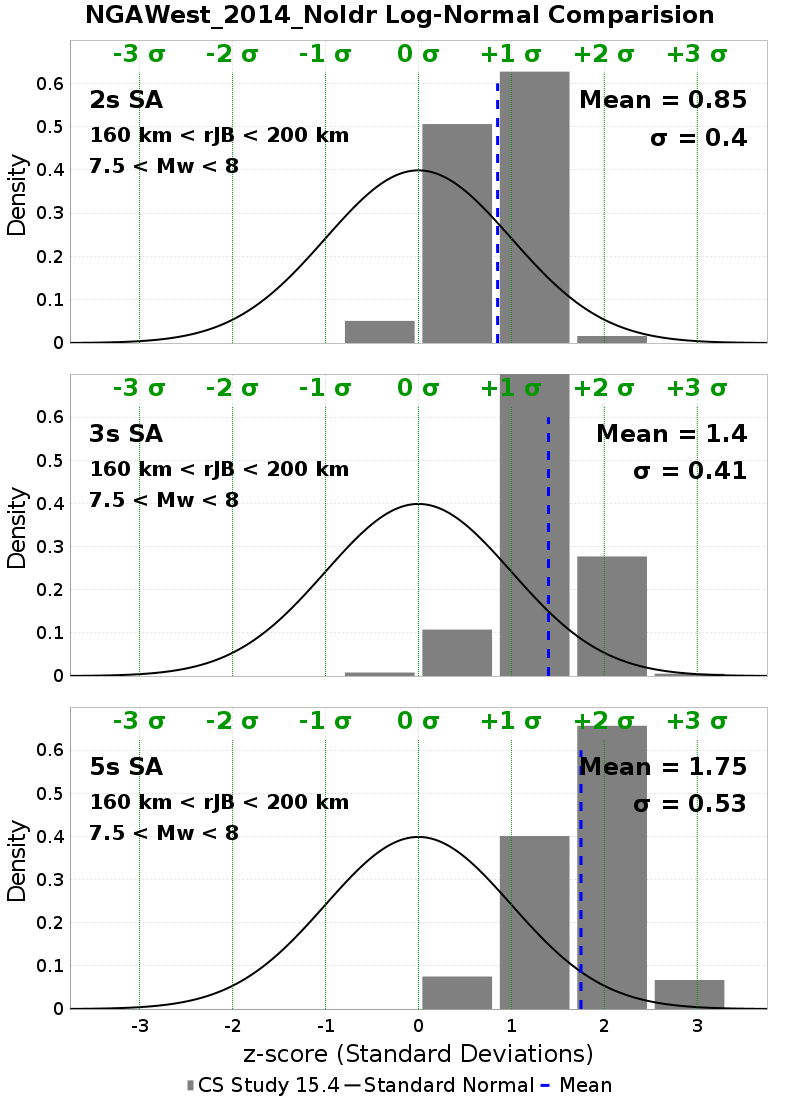 NGAWest_2014_NoIdr Log-Normal Comparision
-3 σ -2 σ -1 σ 0 σ +1 σ +2 σ +3 σ
0.6
2s SA
Mean = 0.85
0.5
160 km < rJB < 200 km
σ = 0.4
7.5 < Mw < 8
0.4
0.3
0.2
0.1
0
Density
-3 σ -2 σ -1 σ 0 σ +1 σ +2 σ +3 σ
0.6
3s SA
Mean = 1.4
0.5
160 km < rJB < 200 km
σ = 0.41
7.5 < Mw < 8
0.4
0.3
0.2
0.1
0
Density
-3 σ -2 σ -1 σ 0 σ +1 σ +2 σ +3 σ
0.6
5s SA
Mean = 1.75
0.5
160 km < rJB < 200 km
σ = 0.53
7.5 < Mw < 8
0.4
0.3
0.2
0.1
0
Density
-3 -2 -1 0 1 2 3
z-score (Standard Deviations)
CS Study 15.4 Standard Normal Mean